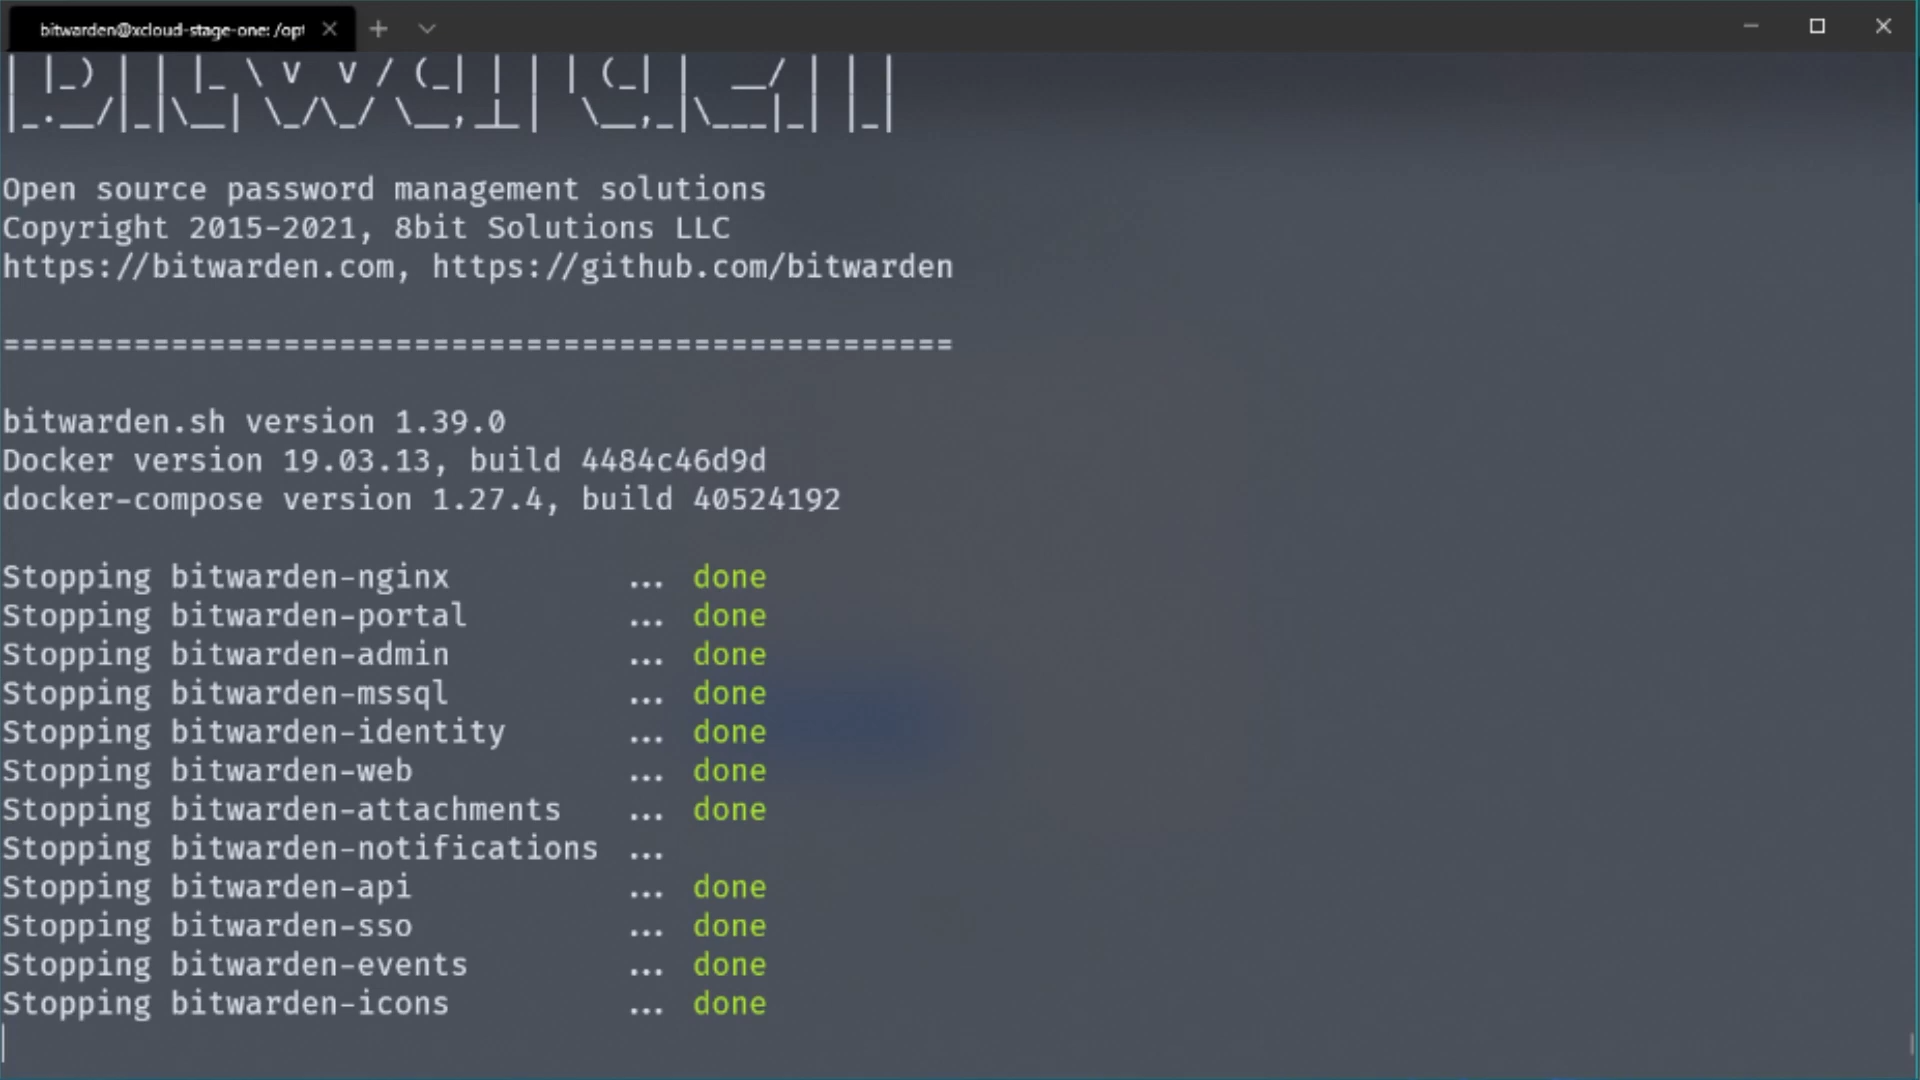 bitwarden@xcloud-stage-one: /opt
Open source password management solutions
Copyright 2015-2021, 8bit Solutions LLC
https://bitwarden.com, https://github.com/bitwarden
===================================================
bitwarden.sh version 1.39.0
Docker version 19.03.13, build 4484c46d9d
docker-compose version 1.27.4, build 40524192
Stopping bitwarden-nginx ... done
Stopping bitwarden-portal ... done
Stopping bitwarden-admin ... done
Stopping bitwarden-mssql ... done
Stopping bitwarden-identity ... done
Stopping bitwarden-web ... done
Stopping bitwarden-attachments ... done
Stopping bitwarden-notifications ...
Stopping bitwarden-api ... done
Stopping bitwarden-sso ... done
Stopping bitwarden-events ... done
Stopping bitwarden-icons ... done